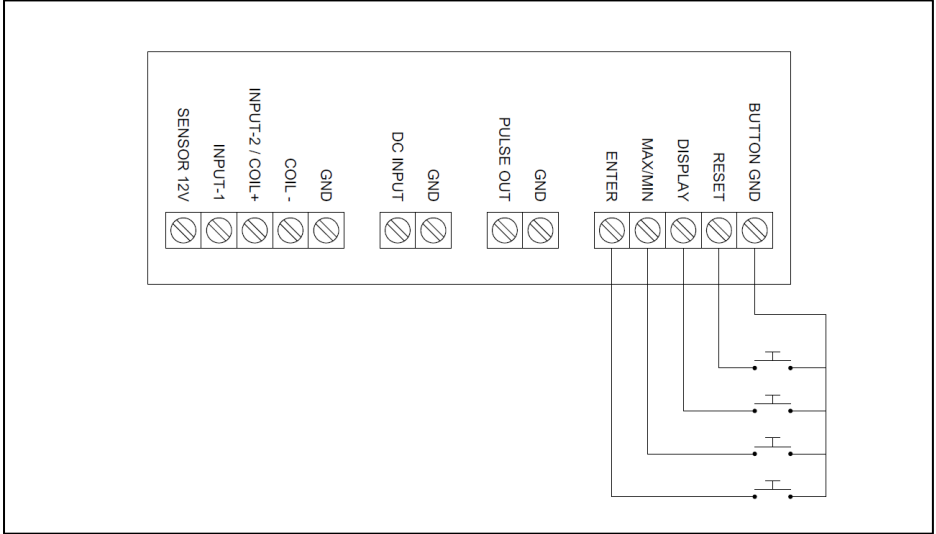 SENSOR 12V
INPUT-1
INPUT-2 / COIL+
COIL -
GND
DC INPUT
GND
PULSE OUT
GND
ENTER
MAX/MIN
DISPLAY
RESET
BUTTON GND